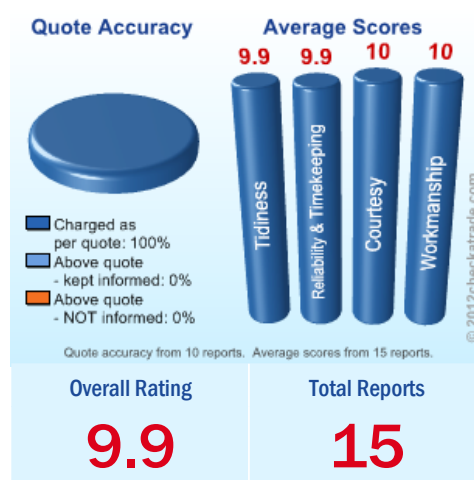 Quote Accuracy
Average Scores
9.9
9.9
10
10
Tidiness
Reliability & Timekeeping
Courtesy
Workmanship
Charged as
per quote: 100%
Above quote
- kept informed: 0%
Above quote
- NOT informed: 0%
© 2012checkatrade.com
Quote accuracy from 10 reports. Average scores from 15 reports.
Overall Rating
9.9
Total Reports
15